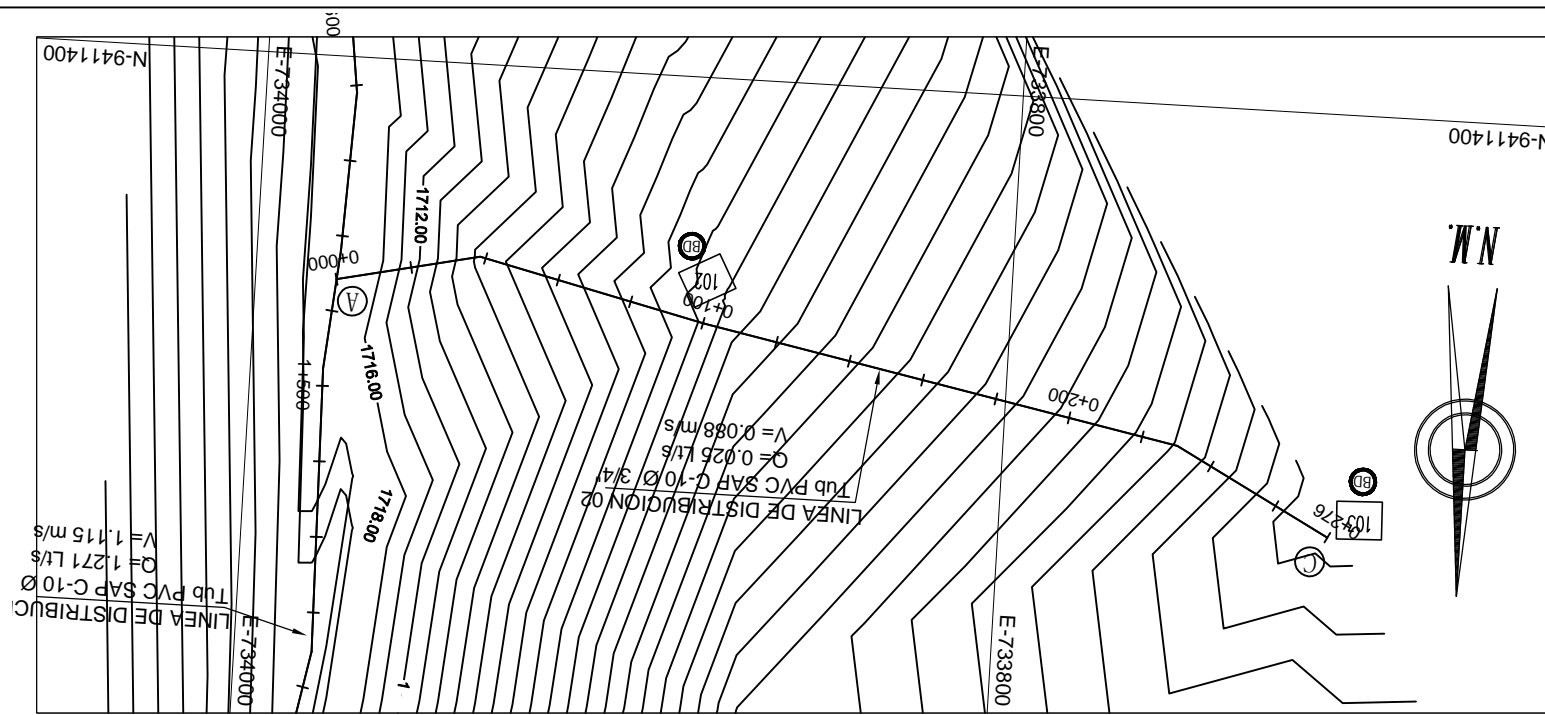 N-9411400
E-734000
E-733800
N-9411400
1712.00
N.M.
0+000
A
BD
102
0+100
1716.00
1+500
0+200
1718.00
LINEA DE DISTRIBUCION 02
Tub PVC SAP C-10 Ø 3/4"
Q= 0.025 Lt/s
V= 0.088 m/s
BD
103
0+276
C
LINEA DE DISTRIBUC
Tub PVC SAP C-10 Ø
Q= 1.271 Lt/s
V= 1.115 m/s
E-734000
E-733800
1